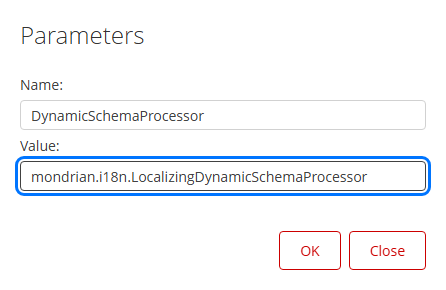 Parameters
Name:
DynamicSchemaProcessor
Value:
mondrian.i18n.LocalizingDynamicSchemaProcessor
OK Close